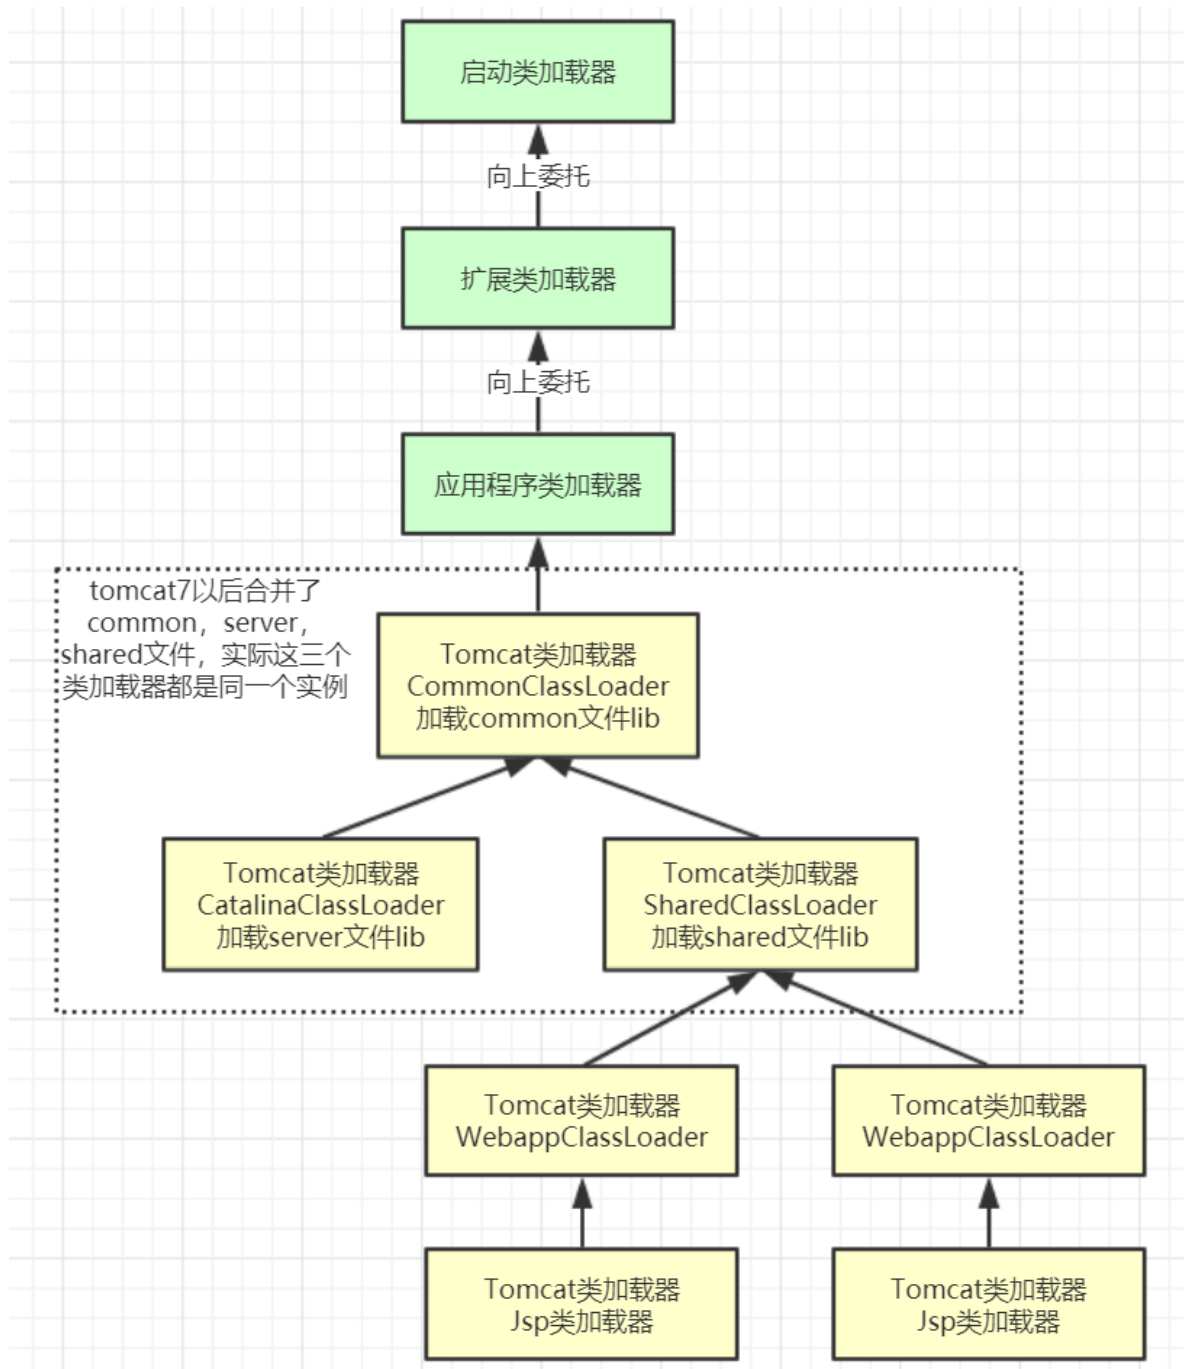 启动类加载器
向上委托
扩展类加载器
向上委托
应用程序类加载器
tomcat7以后合并了
common，server，
shared文件，实际这三个
类加载器都是同一个实例
Tomcat类加载器
CommonClassLoader
加载common文件lib
Tomcat类加载器
CatalinaClassLoader
加载server文件lib
Tomcat类加载器
SharedClassLoader
加载shared文件lib
Tomcat类加载器
WebappClassLoader
Tomcat类加载器
WebappClassLoader
Tomcat类加载器
Jsp类加载器
Tomcat类加载器
Jsp类加载器